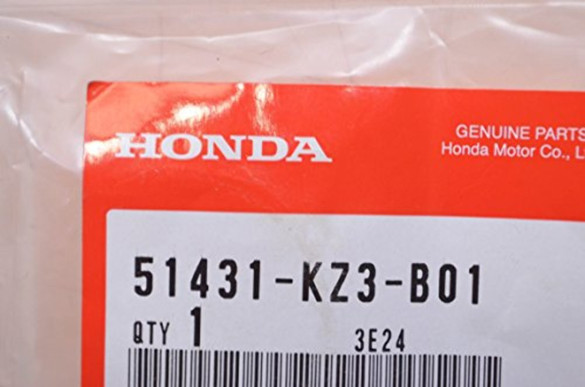 HONDA
GENUINE PARTS
Honda Motor Co., L
51431-KZ3-B01
QTY 1
3E24